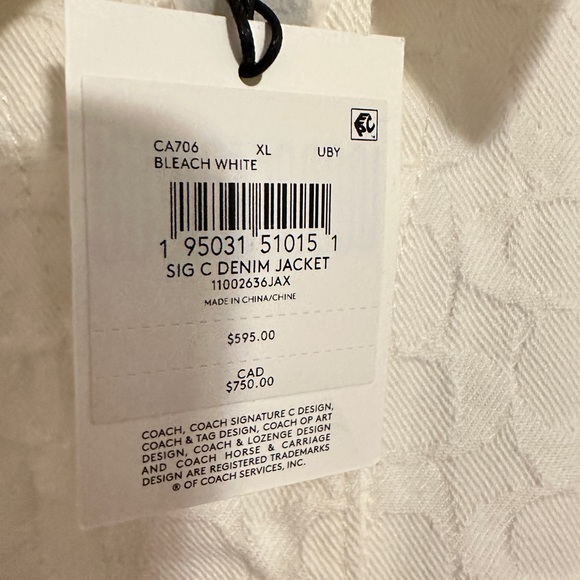 CA706 XL UBY
BLEACH WHITE
1 95031 51015 1
SIG C DENIM JACKET
11002636JAX
MADE IN CHINA/CHINE
$595.00
CAD
$750.00
COACH, COACH SIGNATURE C DESIGN,
COACH & TAG DESIGN, COACH OP ART
DESIGN, COACH & LOZENGE DESIGN
AND COACH HORSE & CARRIAGE
DESIGN ARE REGISTERED TRADEMARKS
® OF COACH SERVICES, INC.